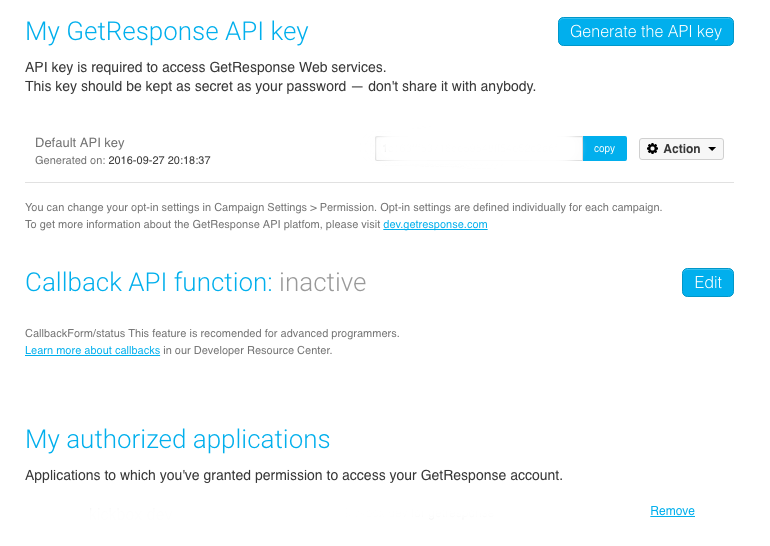 My GetResponse API key
Generate the API key
API key is required to access GetResponse Web services.
This key should be kept as secret as your password — don't share it with anybody.
Default API key
copy
Action
Generated on: 2016-09-27 20:18:37
You can change your opt-in settings in Campaign Settings > Permission. Opt-in settings are defined individually for each campaign.
To get more information about the GetResponse API platfom, please visit dev.getresponse.com
Callback API function: inactive
Edit
CallbackForm/status This feature is recomended for advanced programmers.
Learn more about callbacks in our Developer Resource Center.
My authorized applications
Applications to which you've granted permission to access your GetResponse account.
Remove